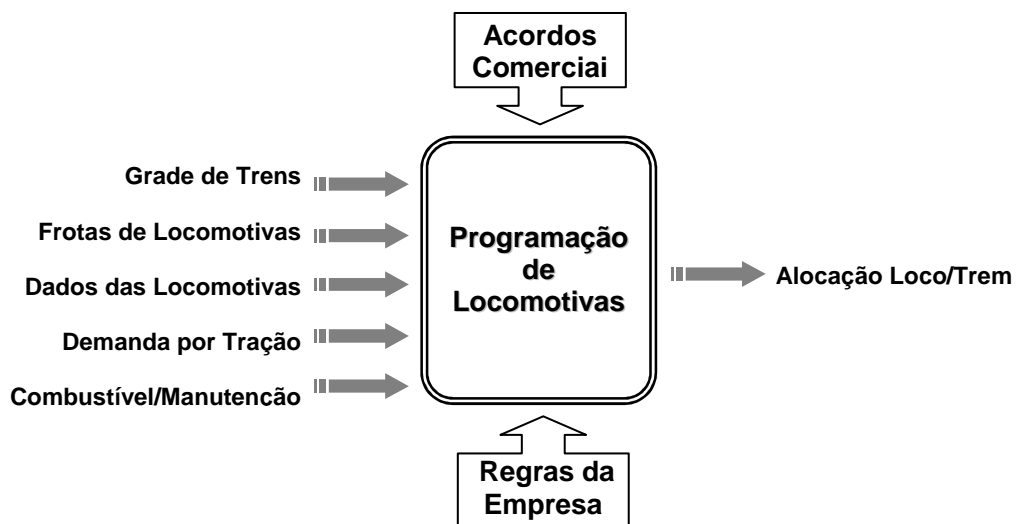 Acordos
Comerciai
Grade de Trens
Frotas de Locomotivas
Dados das Locomotivas
Demanda por Tração
Combustível/Manutencão
Programação
de
Locomotivas
Alocação Loco/Trem
Regras da
Empresa